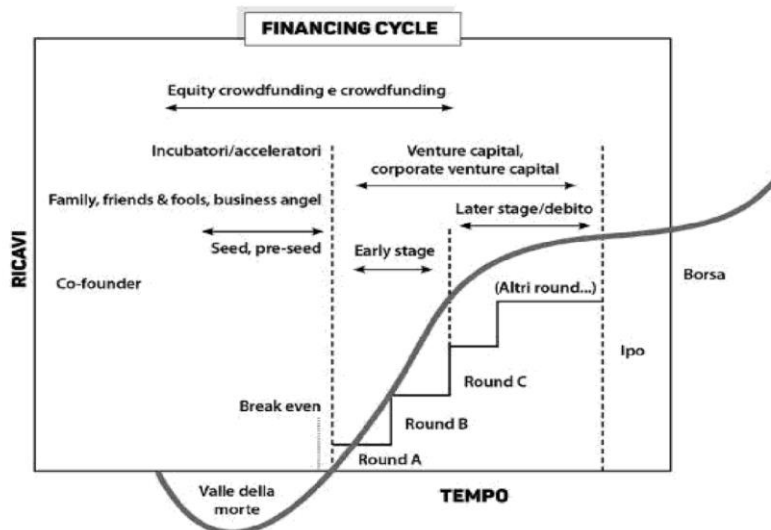 FINANCING CYCLE
Equity crowdfunding e crowdfunding
Incubatori/acceleratori
Venture capital,
corporate venture capital
Family, friends & fools, business angel
Later stage/debito
Seed, pre-seed
Early stage
RICAVI
Co-founder
Borsa
(Altri round...)
Ipo
Round C
Break even
Round B
Round A
Valle della
morte
TEMPO